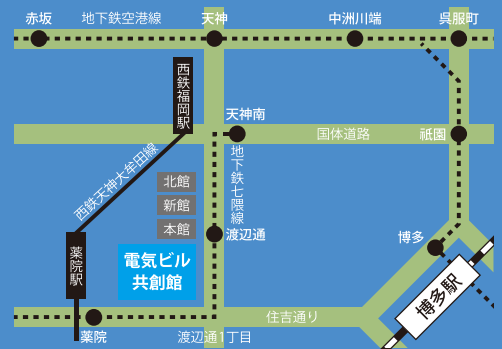 赤坂
地下鉄空港線
天神
中洲川端
呉服町
西鉄福岡駅
天神南
国体道路
祇園
西鉄天神大牟田線
地下鉄七隈線
北館
新館
本館
渡辺通
博多
薬院駅
電気ビル
共創館
博多駅
住吉通り
薬院
渡辺通1丁目